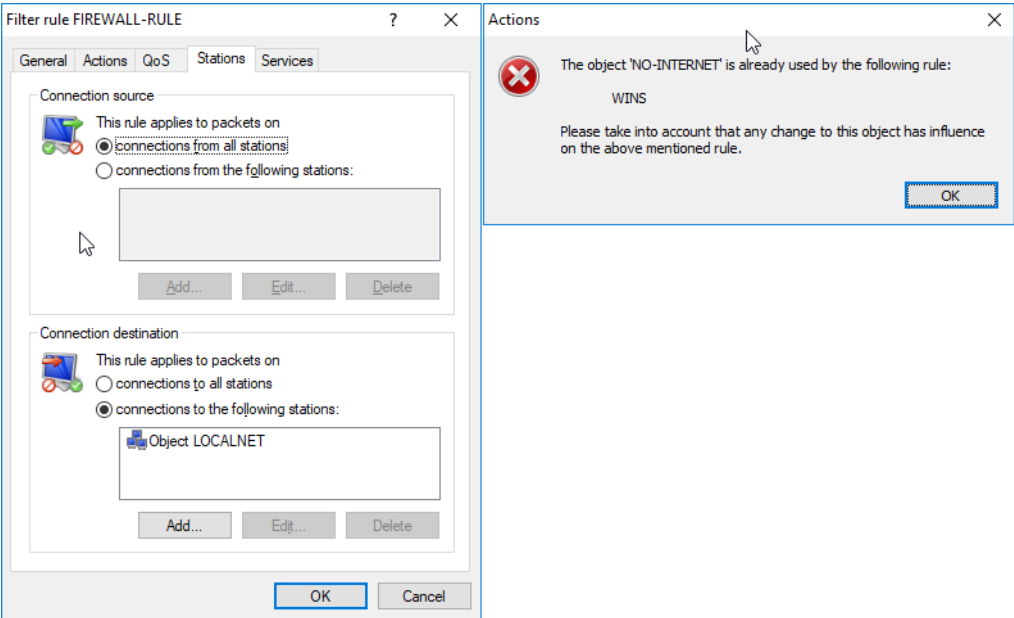 Filter rule FIREWALL-RULE
?
General Actions QoS Stations Services
Connection source
This rule applies to packets on
connections from all stations
connections from the following stations:
Add... Edit... Delete
Connection destination
This rule applies to packets on
connections to all stations
connections to the following stations:
Object LOCALNET
Add... Edit... Delete
OK Cancel
Actions
The object 'NO-INTERNET' is already used by the following rule:
WINS
Please take into account that any change to this object has influence
on the above mentioned rule.
OK